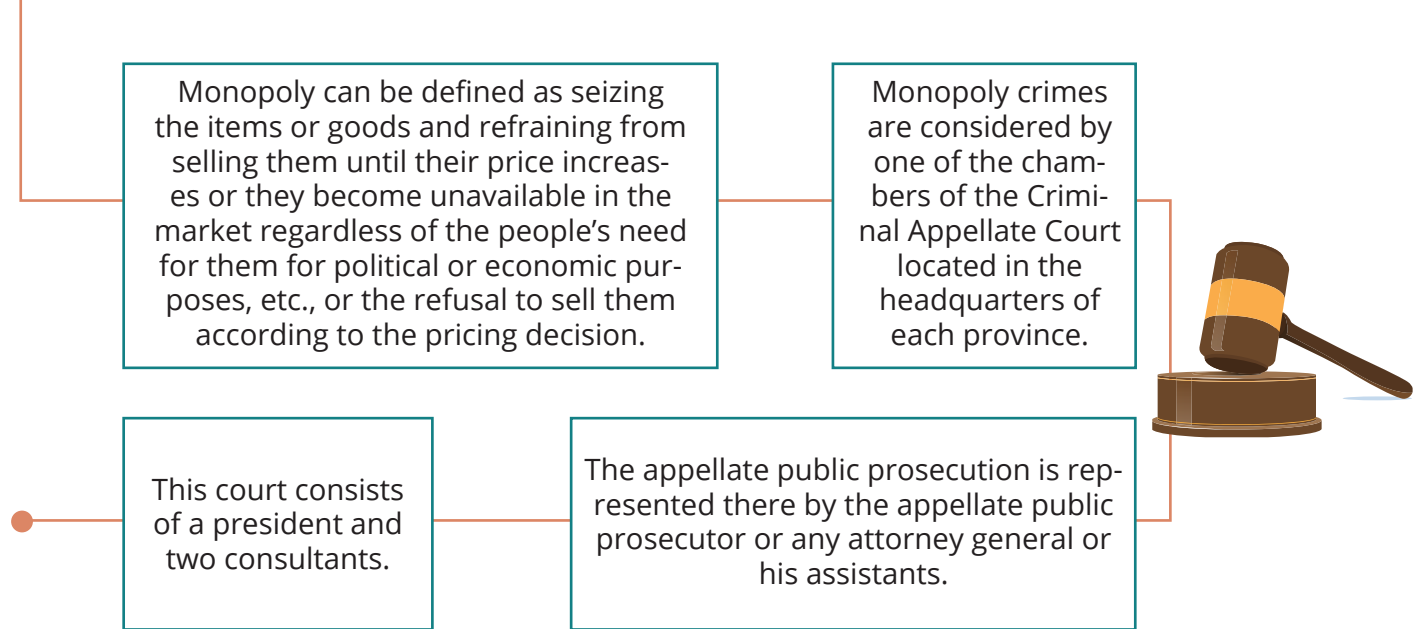 Monopoly can be defined as seizing
the items or goods and refraining from
selling them until their price increas-
es or they become unavailable in the
market regardless of the people’s need
for them for political or economic pur-
poses, etc., or the refusal to sell them
according to the pricing decision.
Monopoly crimes
are considered by
one of the cham-
bers of the Crimi-
nal Appellate Court
located in the
headquarters of
each province.
The appellate public prosecution is rep-
resented there by the appellate public
prosecutor or any attorney general or
his assistants.
This court consists
of a president and
two consultants.